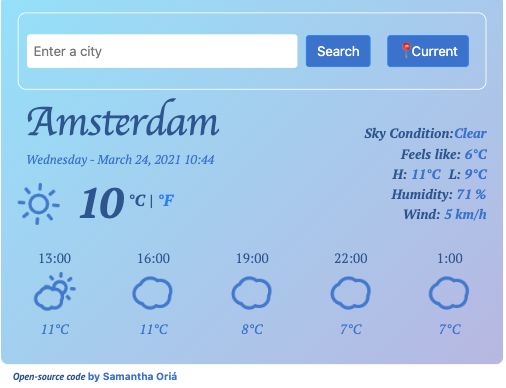 Enter a city
Search
📍Current
Amsterdam
Wednesday - March 24, 2021 10:44
10 °C | °F
Sky Condition:Clear
Feels like: 6°C
H: 11°C L: 9°C
Humidity: 71 %
Wind: 5 km/h
13:00 16:00 19:00 22:00 1:00
11°C 11°C 8°C 7°C 7°C
Open-source code by Samantha Oriá